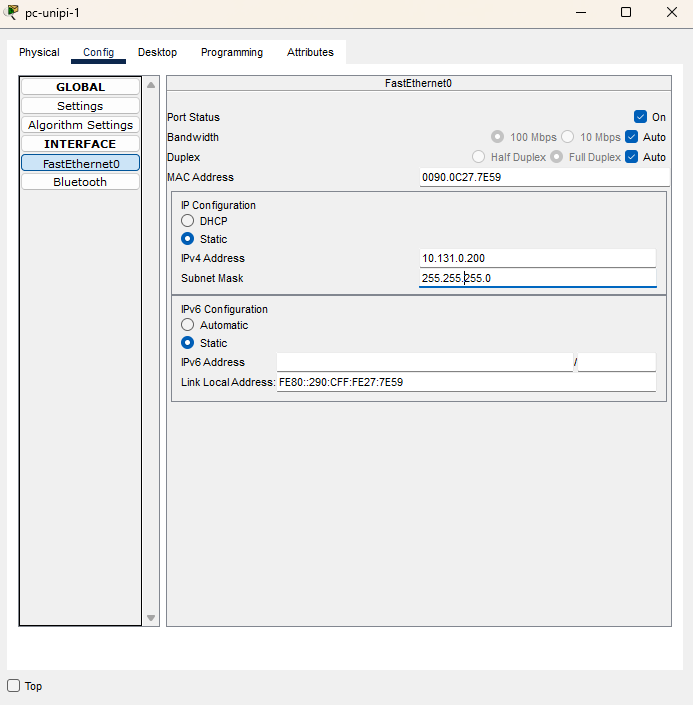 pc-unipi-1
Physical Config Desktop Programming Attributes
GLOBAL
Settings
Algorithm Settings
INTERFACE
FastEthernet0
Bluetooth
FastEthernet0
Port Status On
Bandwidth 100 Mbps 10 Mbps Auto
Duplex Half Duplex Full Duplex Auto
MAC Address 0090.0C27.7E59
IP Configuration
DHCP
Static
IPv4 Address 10.131.0.200
Subnet Mask 255.255.255.0
IPv6 Configuration
Automatic
Static
IPv6 Address /
Link Local Address: FE80::290:CFF:FE27:7E59
Top